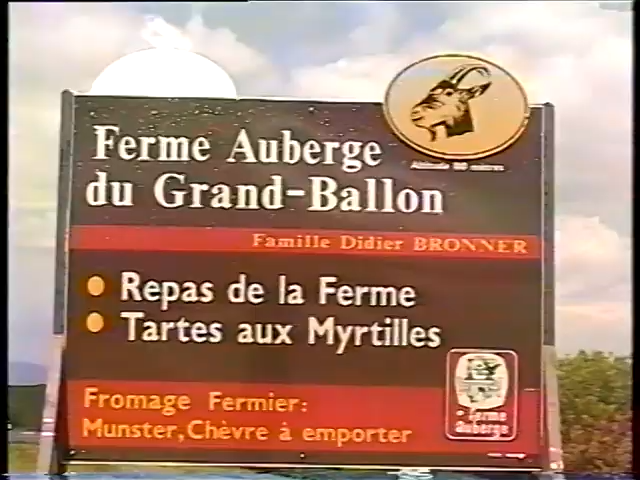 Ferme Auberge
du Grand-Ballon
Famille Didier BRONNER
• Repas de la Ferme
• Tartes aux Myrtilles
Fromage Fermier:
Munster, Chèvre à emporter
ferme
auberge